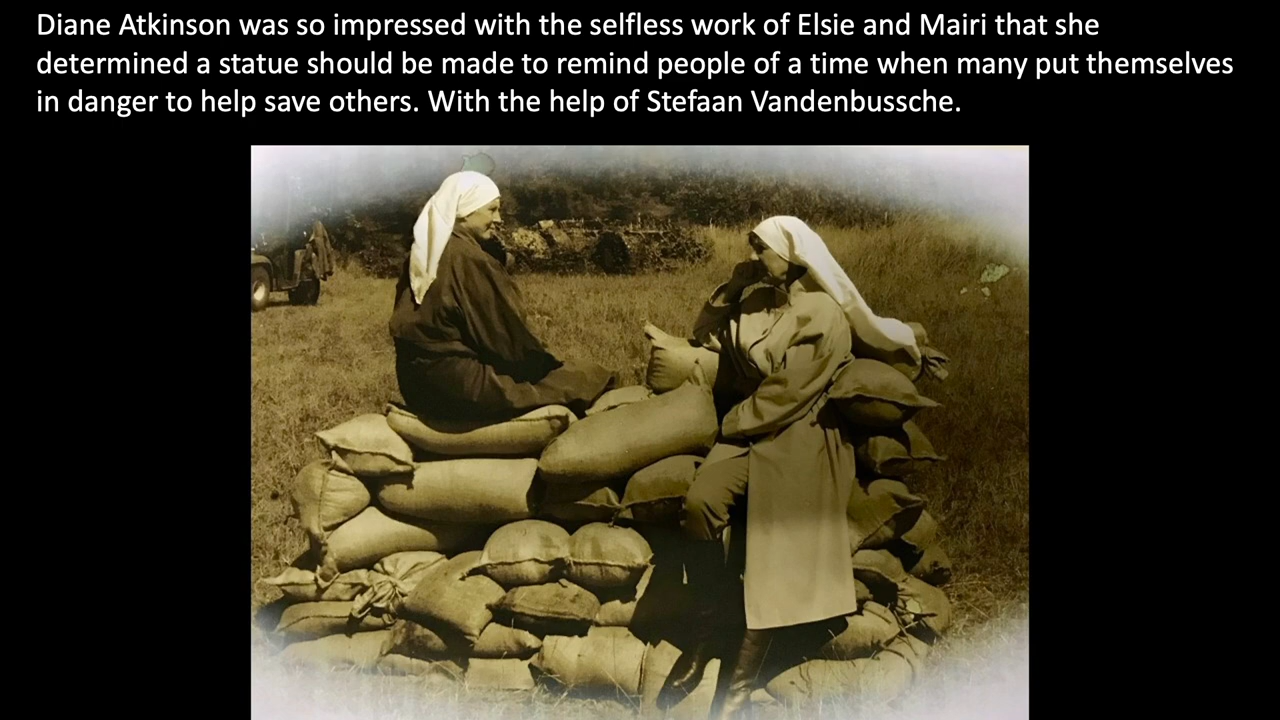 Diane Atkinson was so impressed with the selfless work of Elsie and Mairi that she
determined a statue should be made to remind people of a time when many put themselves
in danger to help save others. With the help of Stefaan Vandenbussche.